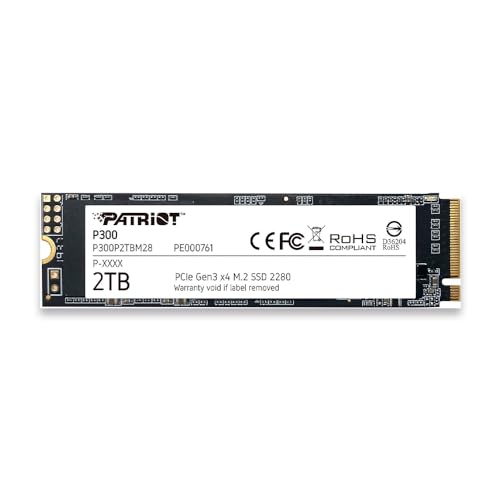 PATRIOT
P300
P300P2TBM28 PE000761
P-XXXX
2TB
PCIe Gen3 x4 M.2 SSD 2280
Warranty void if label removed
CE FC RoHS
COMPLIANT
D36204
RoHS